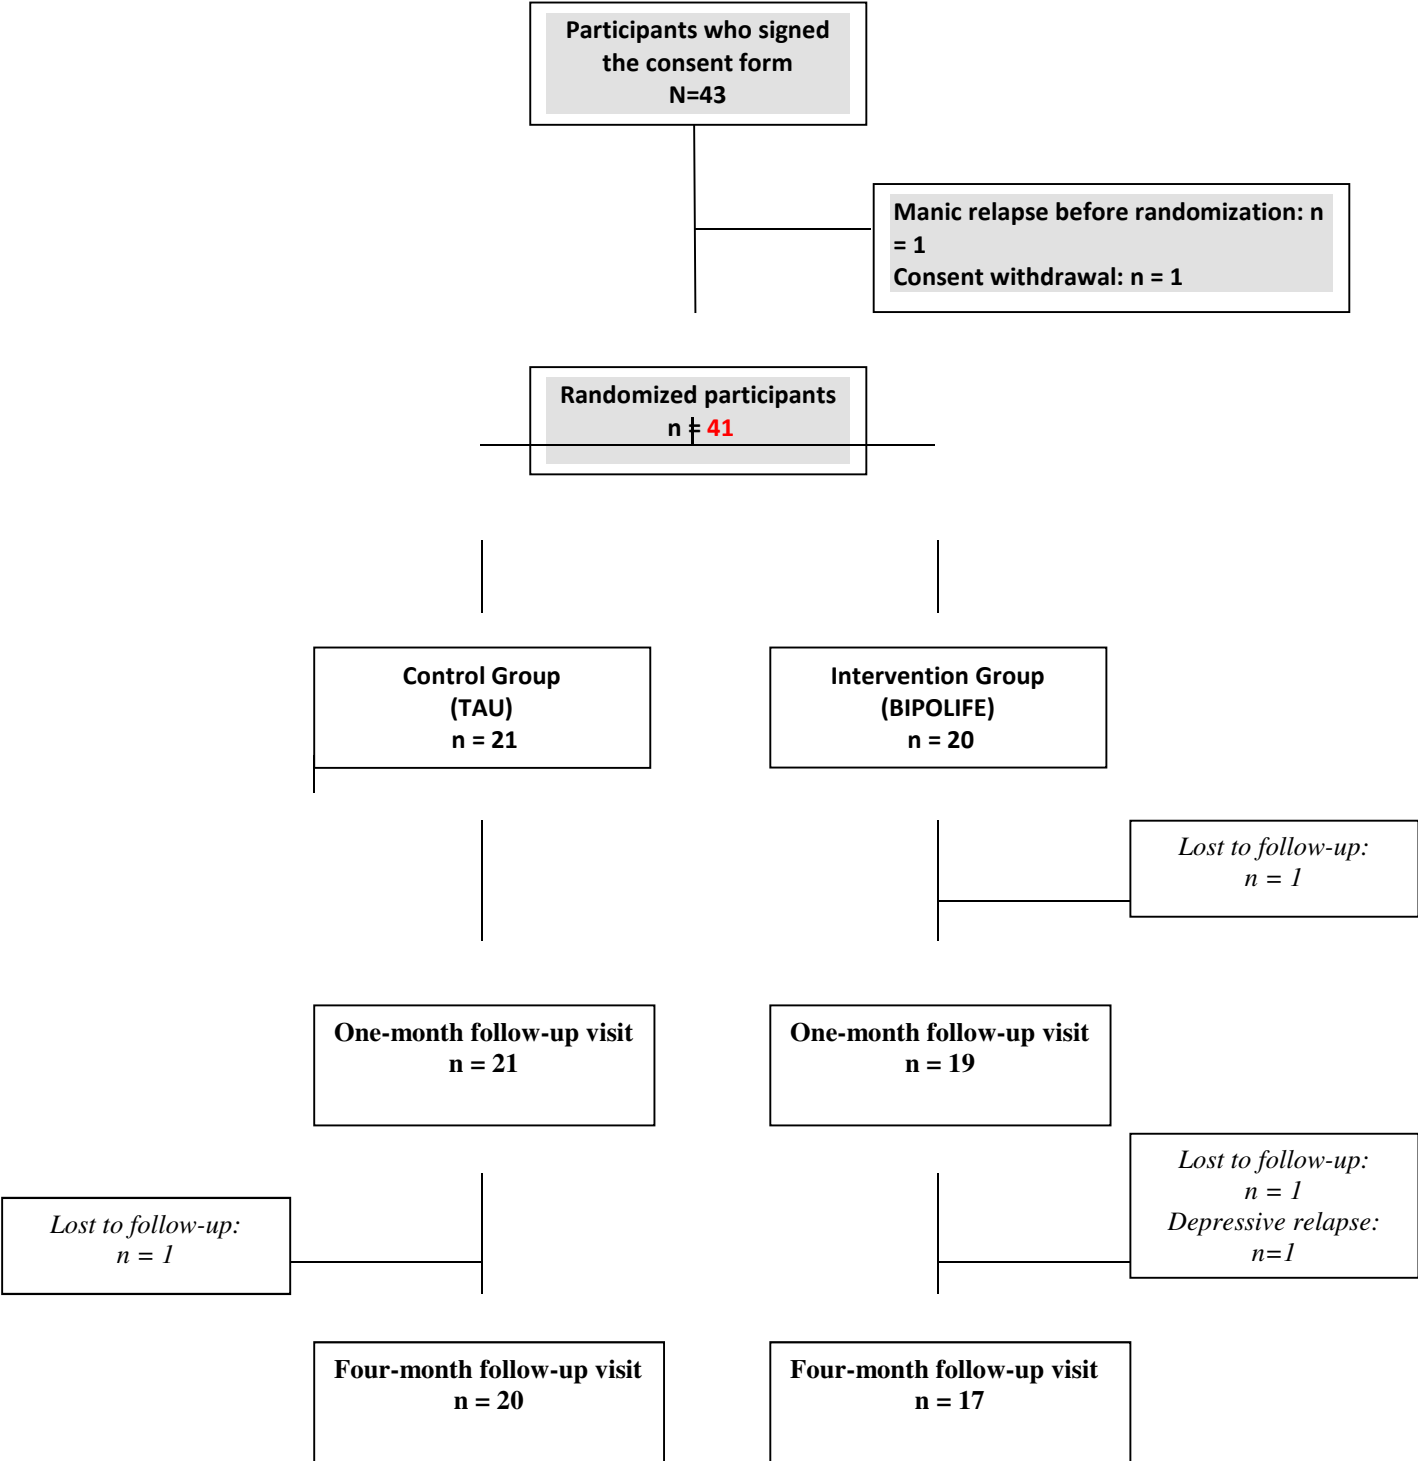 Participants who signed
the consent form
N=43
Manic relapse before randomization: n
= 1
Consent withdrawal: n = 1
Randomized participants
n = 41
Control Group
(TAU)
n = 21
Intervention Group
(BIPOLIFE)
n = 20
Lost to follow-up:
n = 1
One-month follow-up visit
n = 21
One-month follow-up visit
n = 19
Lost to follow-up:
n = 1
Depressive relapse:
n=1
Lost to follow-up:
n = 1
Four-month follow-up visit
n = 20
Four-month follow-up visit
n = 17